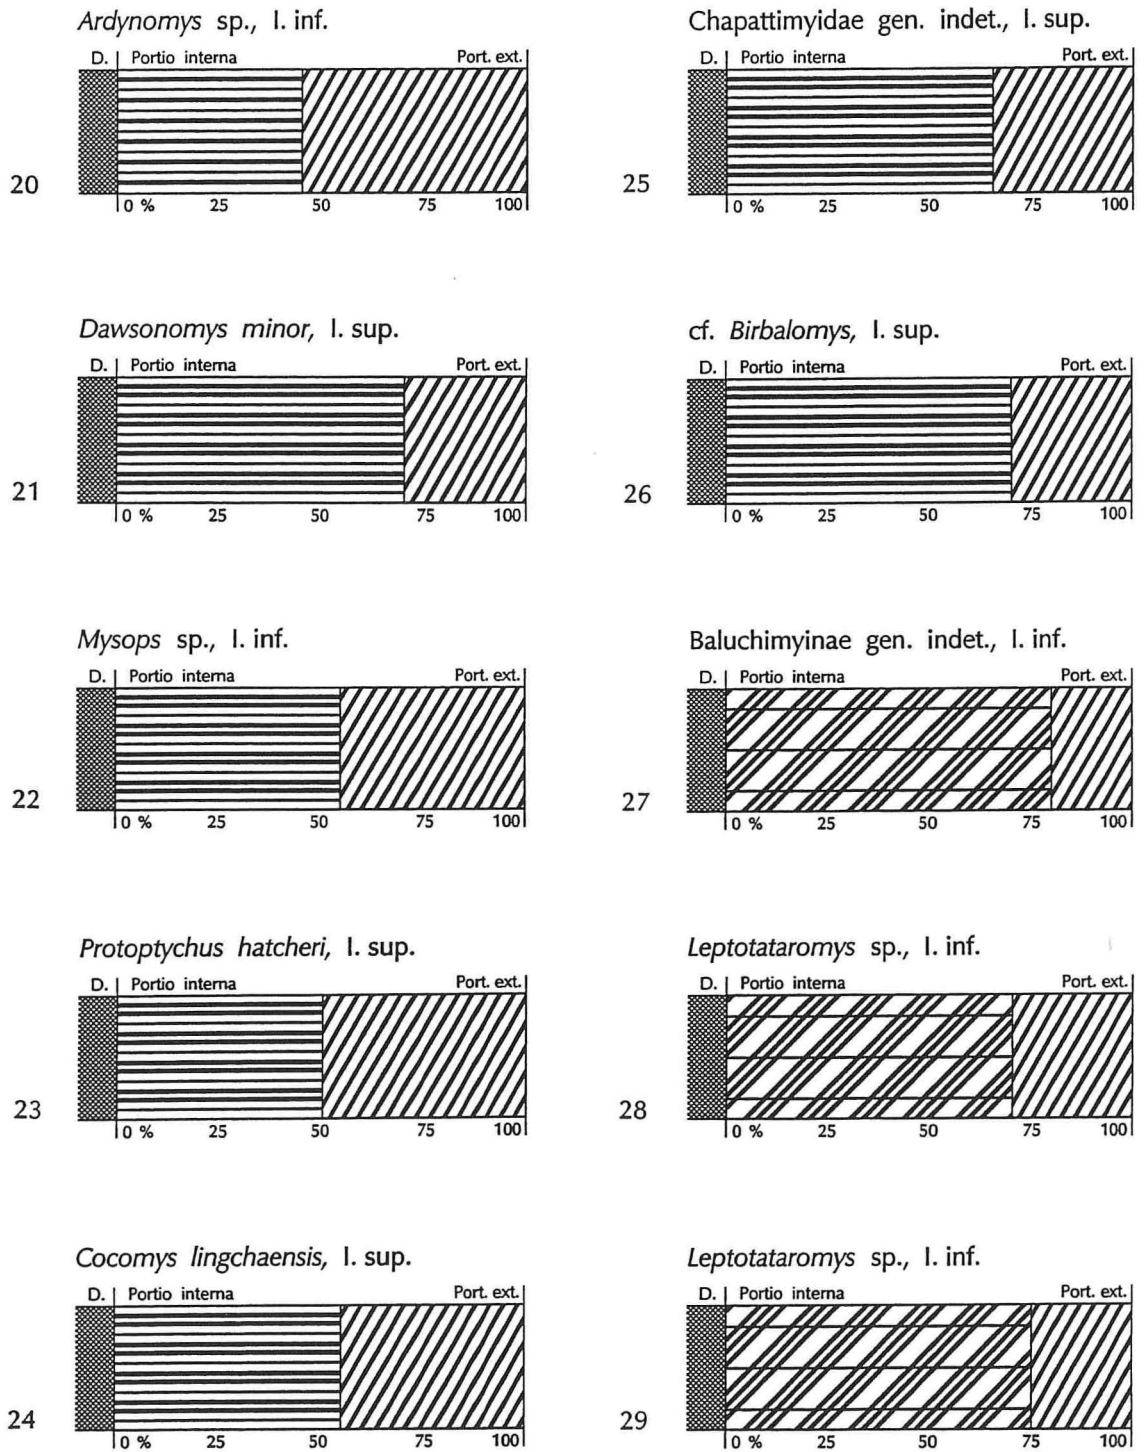 Ardynomys sp., I. inf.
D. Portio interna Port. ext.
20
0 % 25 50 75 100
Dawsonomys minor, I. sup.
D. Portio interna Port. ext.
21
0 % 25 50 75 100
Mysops sp., I. inf.
D. Portio interna Port. ext.
22
0 % 25 50 75 100
Protoptychus hatcheri, I. sup.
D. Portio interna Port. ext.
23
0 % 25 50 75 100
Cocomys lingchaensis, I. sup.
D. Portio interna Port. ext.
24
0 % 25 50 75 100
Chapattimyidae gen. indet., I. sup.
D. Portio interna Port. ext.
25
0 % 25 50 75 100
cf. Birbalomys, I. sup.
D. Portio interna Port. ext.
26
0 % 25 50 75 100
Baluchimyinae gen. indet., I. inf.
D. Portio interna Port. ext.
27
0 % 25 50 75 100
Leptotataromys sp., I. inf.
D. Portio interna Port. ext.
28
0 % 25 50 75 100
Leptotataromys sp., I. inf.
D. Portio interna Port. ext.
29
0 % 25 50 75 100